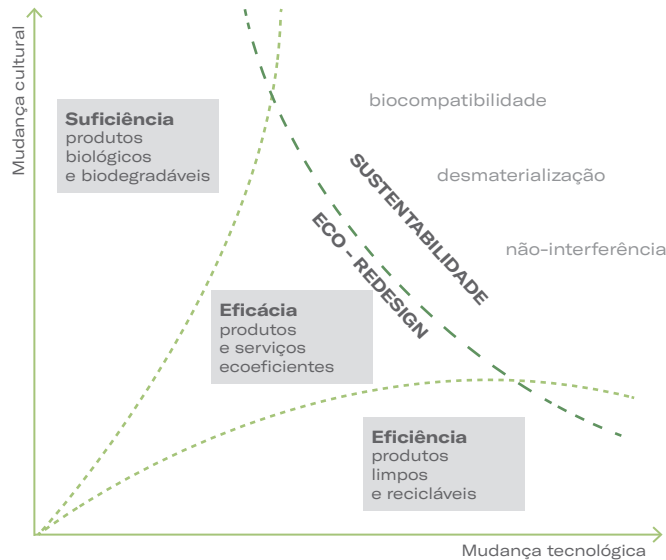 Mudança cultural
Suficiência
produtos
biológicos
e biodegradáveis
biocompatibilidade
desmaterialização
não-interferência
SUSTENTABILIDADE
ECO - REDESIGN
Eficácia
produtos
e serviços
ecoeficientes
Eficiência
produtos
limpos
e recicláveis
Mudança tecnológica